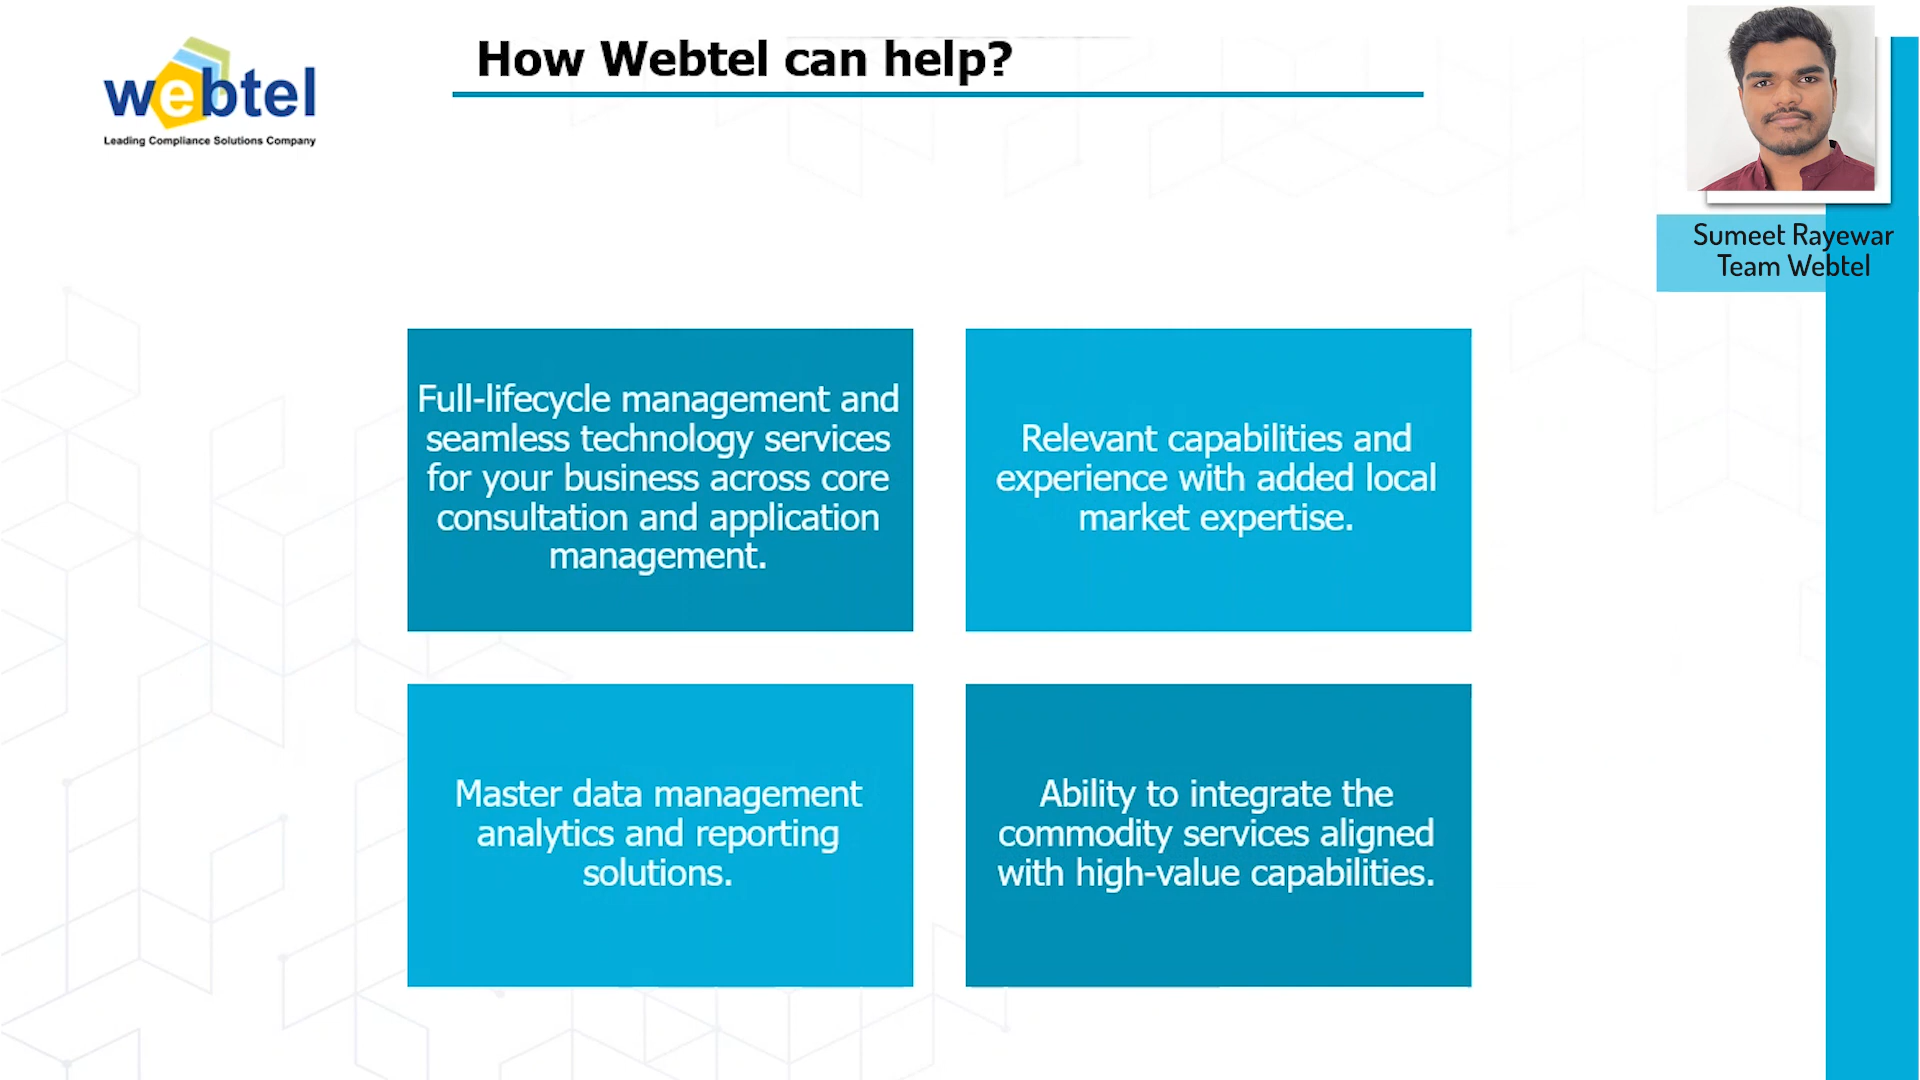 webtel
Leading Compliance Solutions Company
How Webtel can help?
Sumeet Rayewar
Team Webtel
Full-lifecycle management and
seamless technology services
for your business across core
consultation and application
management.
Relevant capabilities and
experience with added local
market expertise.
Master data management
analytics and reporting
solutions.
Ability to integrate the
commodity services aligned
with high-value capabilities.